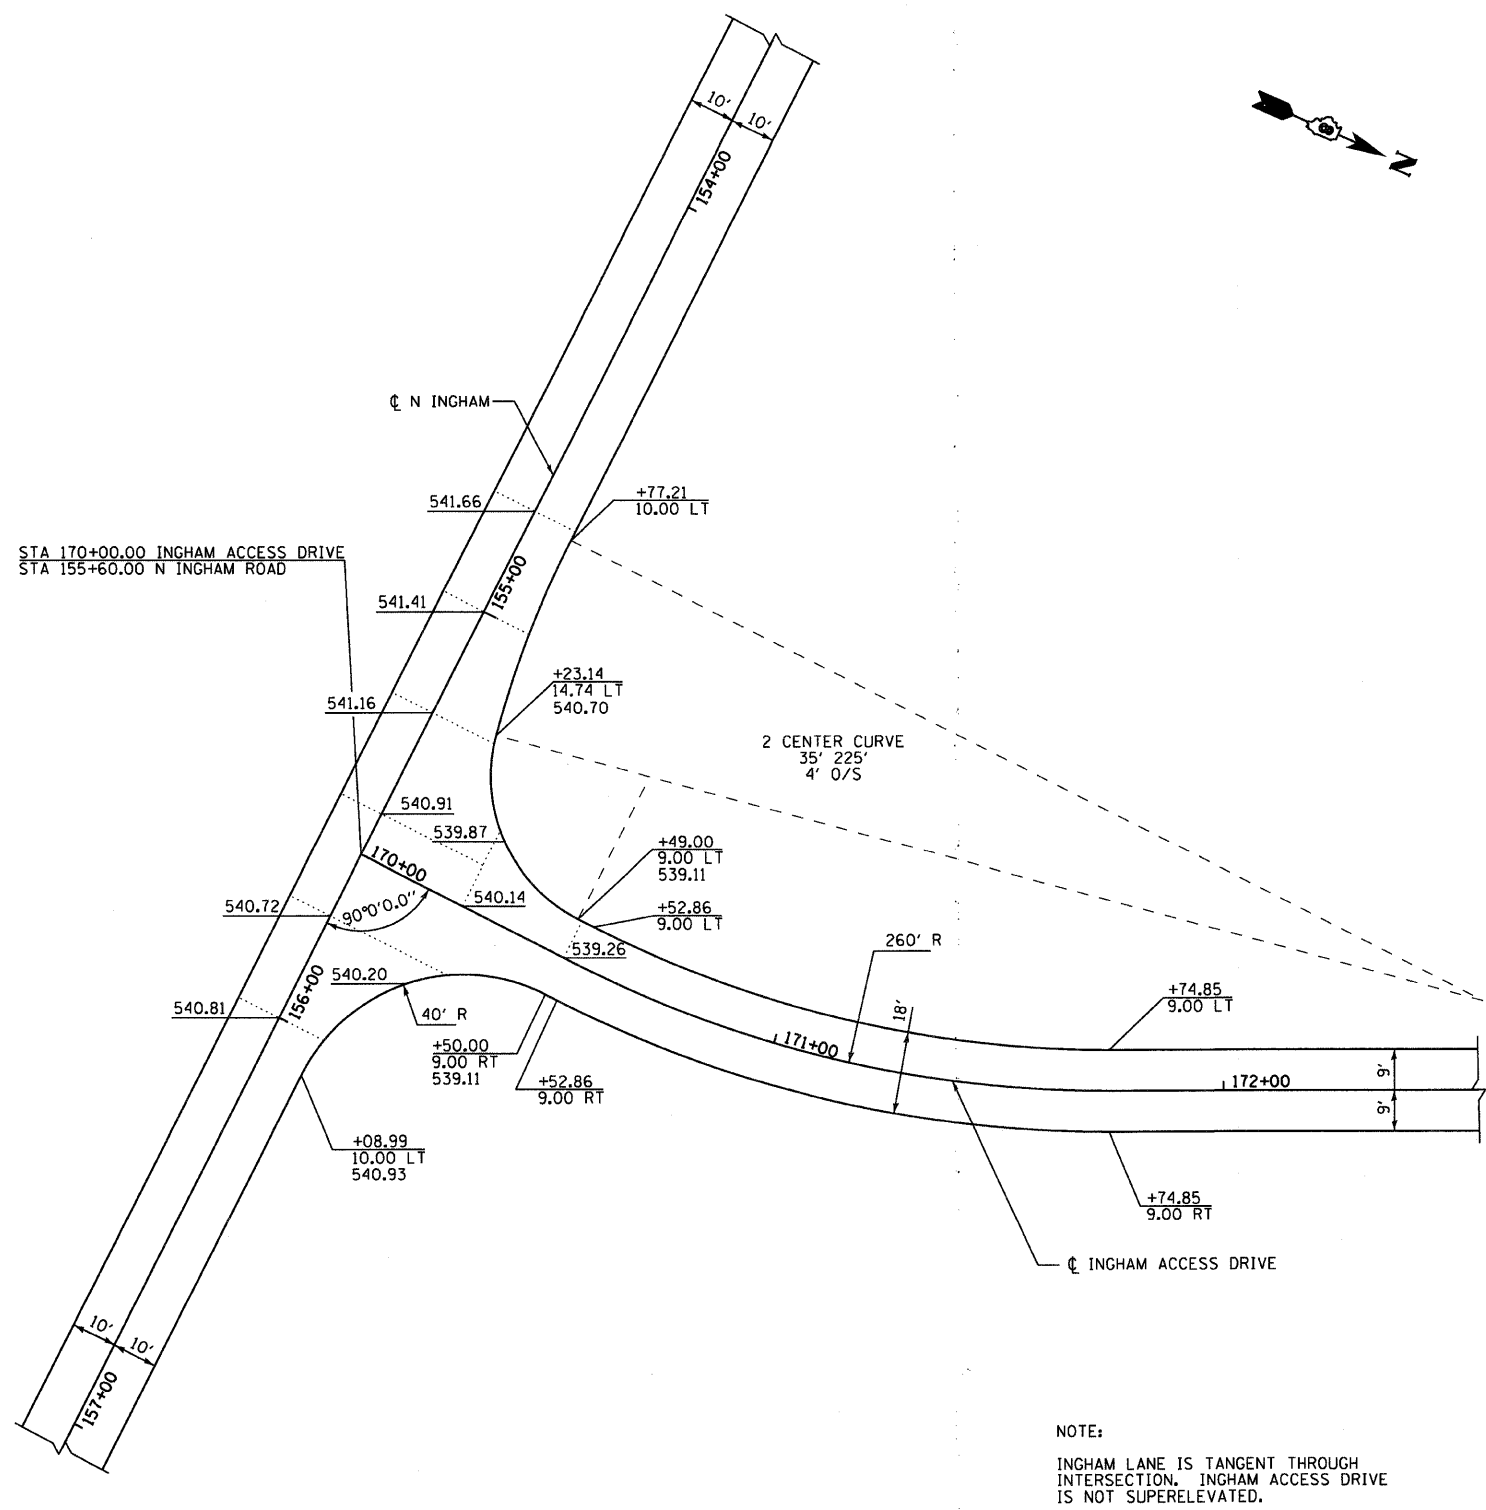 10'
10'
154+00
N
℄ N INGHAM
541.66
+77.21
10.00 LT
STA 170+00.00 INGHAM ACCESS DRIVE
STA 155+60.00 N INGHAM ROAD
155+00
541.41
+23.14
14.74 LT
540.70
541.16
2 CENTER CURVE
35' 225'
4' O/S
540.91
539.87
+49.00
9.00 LT
539.11
170+00
540.14
540.72
90°0'0.0"
+52.86
9.00 LT
539.26
260' R
540.20
156+00
540.81
40' R
18'
+74.85
9.00 LT
171+00
+50.00
9.00 RT
539.11
+52.86
9.00 RT
172+00
9'
9'
+08.99
10.00 LT
540.93
+74.85
9.00 RT
℄ INGHAM ACCESS DRIVE
10'
10'
157+00
NOTE:
INGHAM LANE IS TANGENT THROUGH
INTERSECTION. INGHAM ACCESS DRIVE
IS NOT SUPERELEVATED.